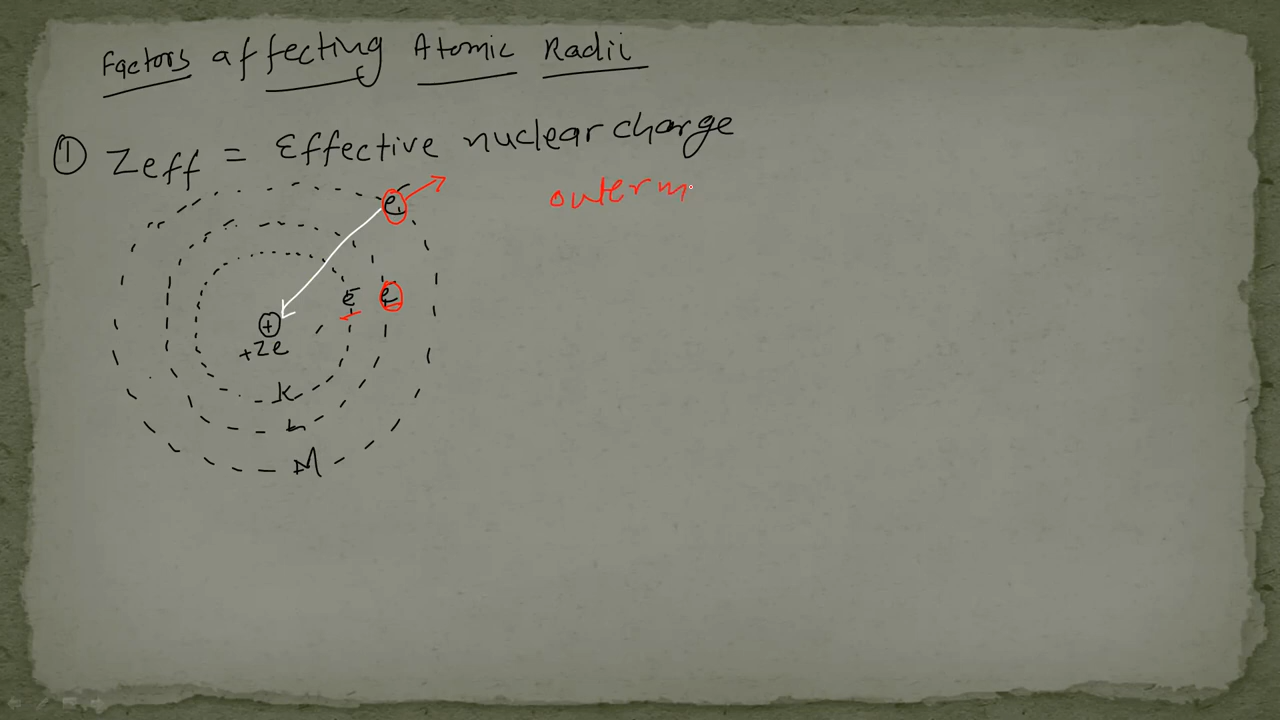 Factors affecting Atomic Radii
① Zeff = Effective nuclear charge
outerm
e⁻
e⁻ e
+
+Ze
K
L
M